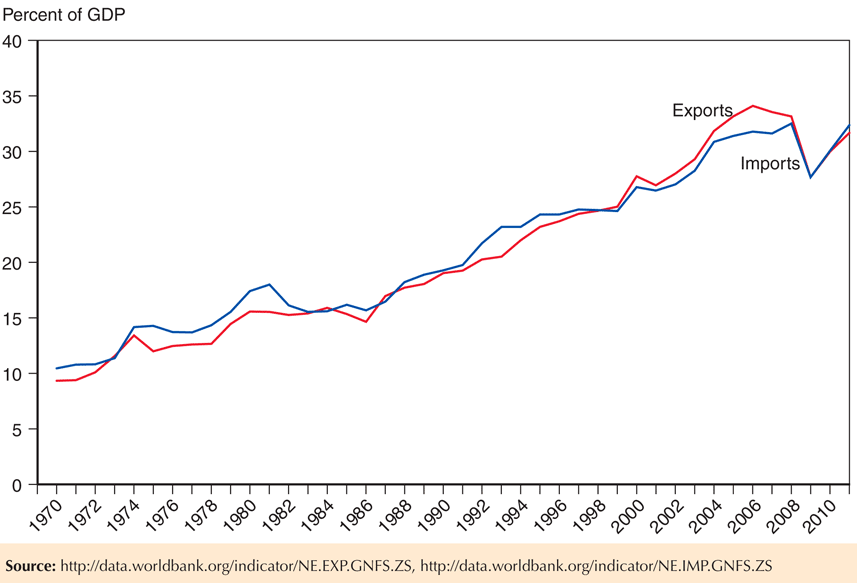 Percent of GDP
40
35
30
25
20
15
10
5
0
Exports
Imports
1970 1972 1974 1976 1978 1980 1982 1984 1986 1988 1990 1992 1994 1996 1998 2000 2002 2004 2006 2008 2010
Source: http://data.worldbank.org/indicator/NE.EXP.GNFS.ZS, http://data.worldbank.org/indicator/NE.IMP.GNFS.ZS